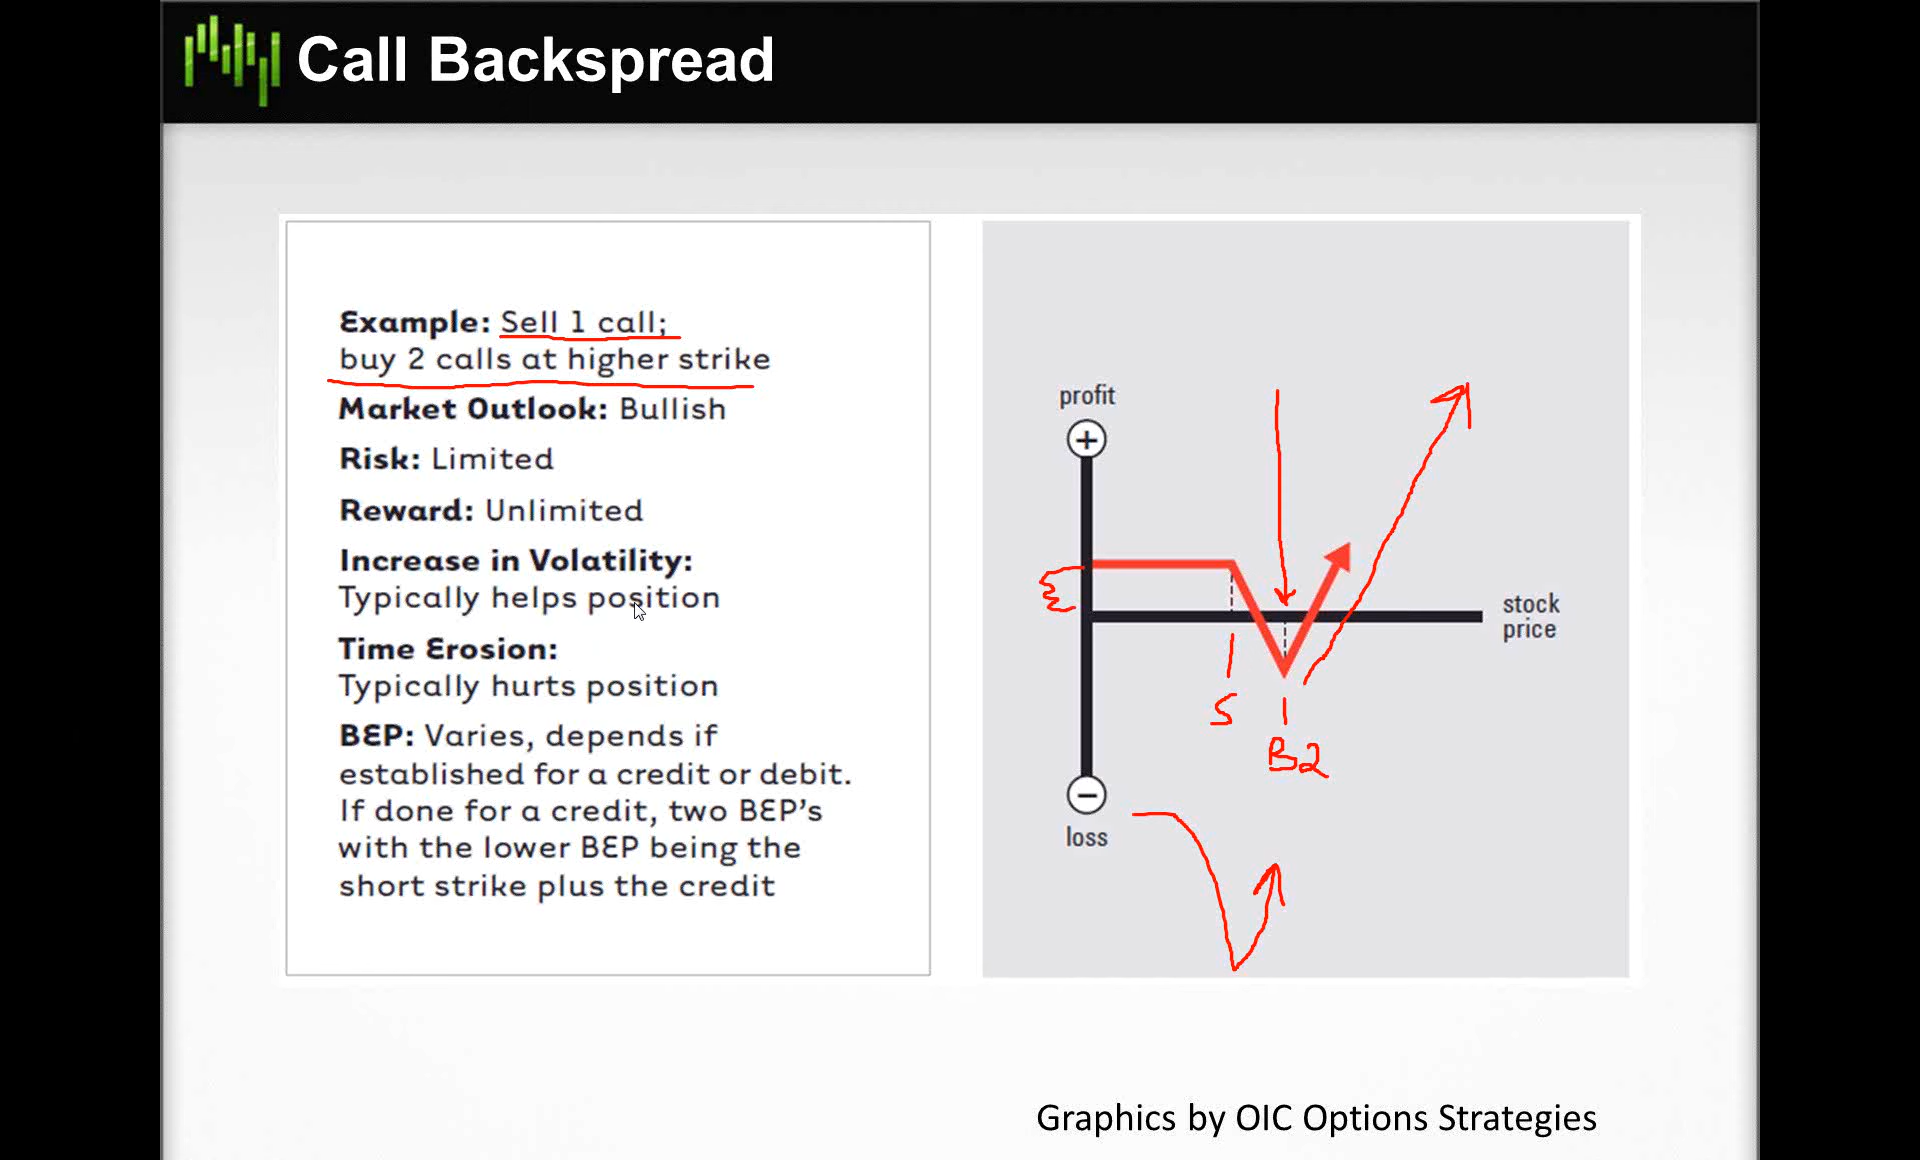 Call Backspread
Example: Sell 1 call;
buy 2 calls at higher strike
Market Outlook: Bullish
Risk: Limited
Reward: Unlimited
Increase in Volatility:
Typically helps position
Time Erosion:
Typically hurts position
BEP: Varies, depends if
established for a credit or debit.
If done for a credit, two BEP's
with the lower BEP being the
short strike plus the credit
profit
+
stock
price
S
B2
−
loss
Graphics by OIC Options Strategies